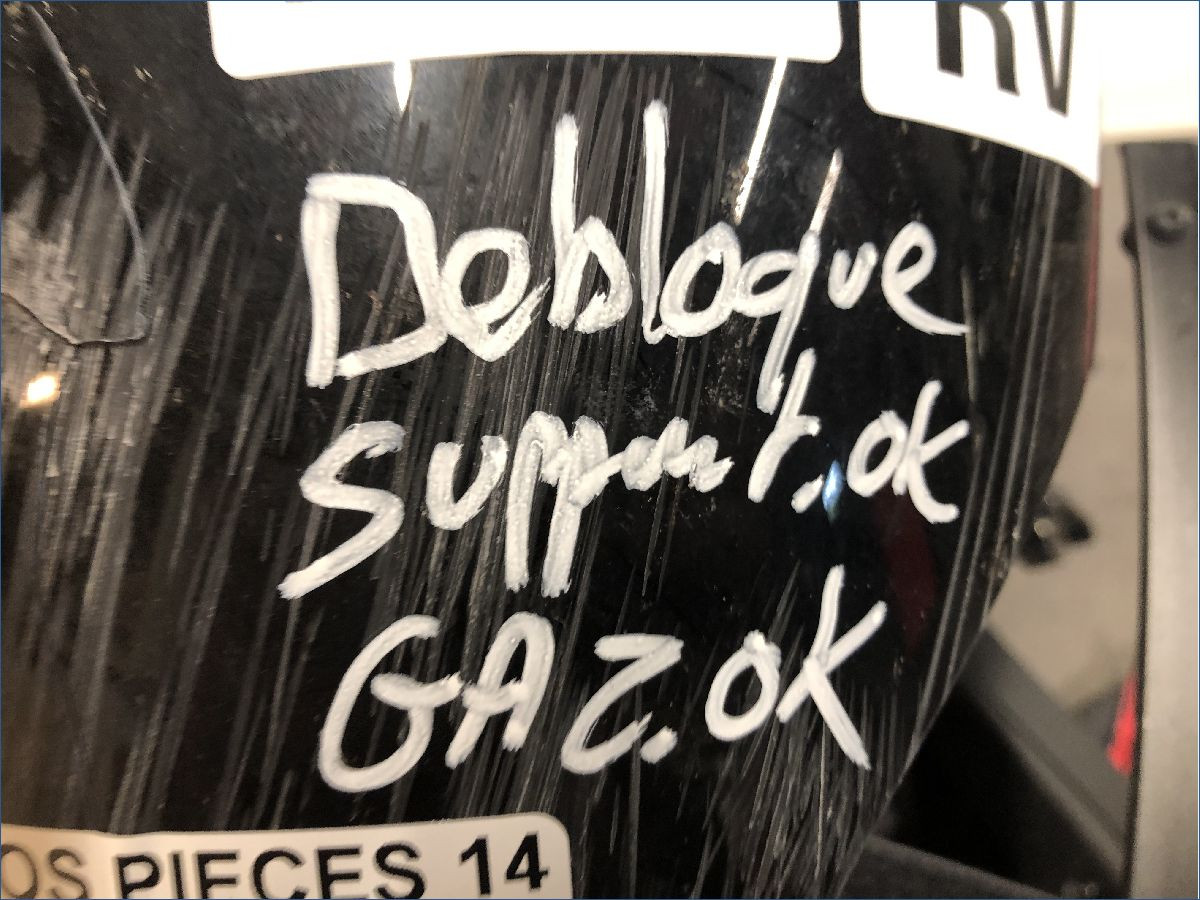 RV
Debloque
support.ok
GAZ.OK
OS PIECES 14